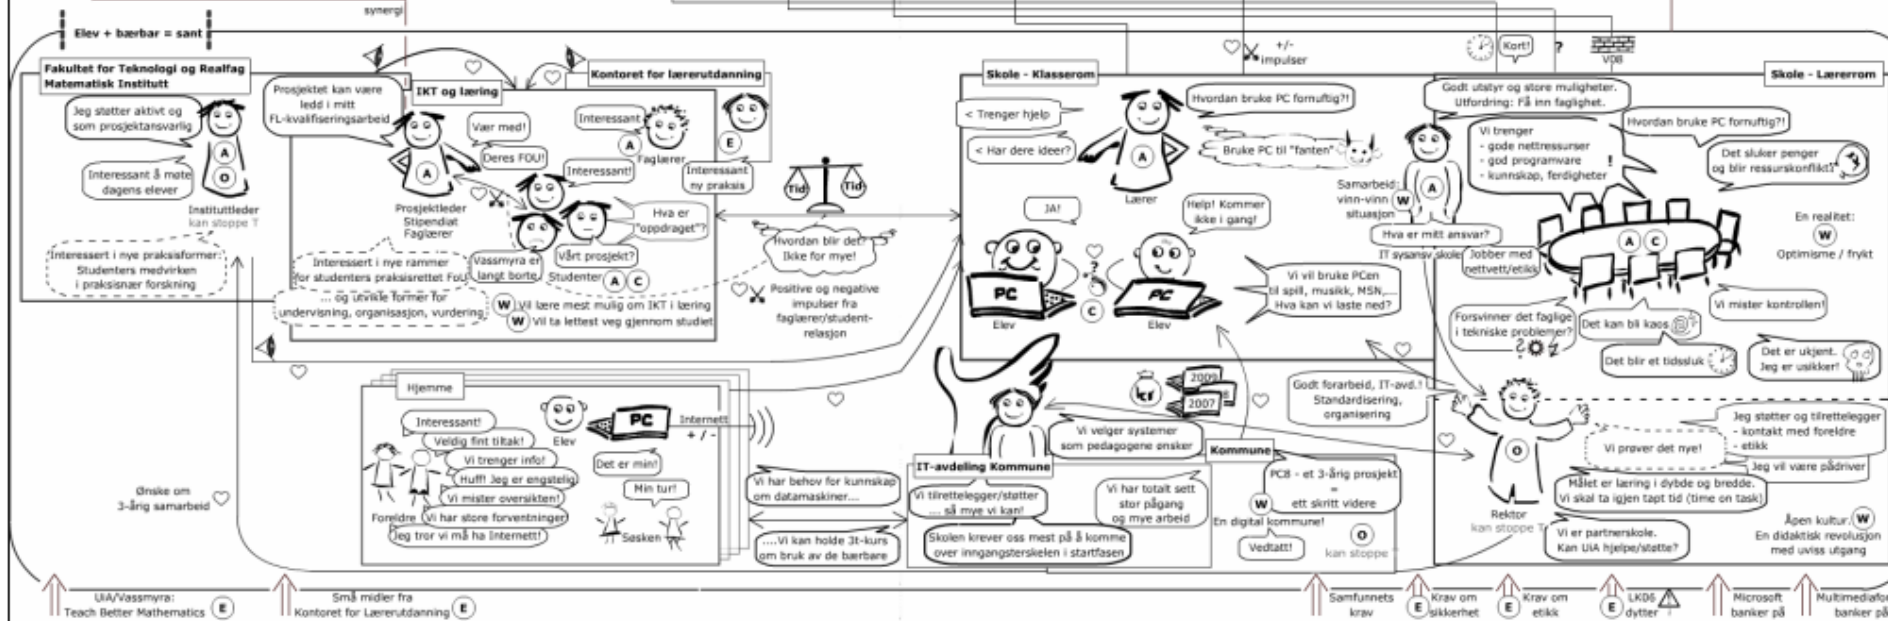 synergi
Elev + bærbar = sant
Fakultet for Teknologi og Realfag
Matematisk Institutt
Jeg støtter aktivt og
som prosjektansvarlig
Interessant å møte
dagens elever
A
O
Instituttleder
kan stoppe T
Interessert i nye praksisformer:
Studenters medvirken
i praksisnær forskning
Prosjektet kan være
ledd i mitt
FL-kvalifiseringsarbeid
IKT og læring
A
Prosjektleder
Stipendiat
Faglærer
Vær med!
Deres FOU!
Interessant
A
Faglærer
Interessant!
Hva er
"oppdraget"?
Vassmyra er
langt borte
Vårt prosjekt?
Studenter A C
Interessert i nye rammer
for studenters praksisrettet FoU
... og utvikle former for
undervisning, organisasjon, vurdering
W Vil lære mest mulig om IKT i læring
W Vil ta lettest veg gjennom studiet
Kontoret for lærerutdanning
E
Interessant
ny praksis
Tid
Tid
Hvordan blir det?
Ikke for mye!
Positive og negative
impulser fra
faglærer/student-
relasjon
+/-
impulser
Skole - Klasserom
< Trenger hjelp
< Har dere ideer?
A
Lærer
Hvordan bruke PC fornuftig?!
Bruke PC til "fanten"
JA!
Help! Kommer
ikke i gang!
PC
Elev
?
C
PC
Elev
Vi vil bruke PCen
til spill, musikk, MSN,...
Hva kan vi laste ned?
Kort!
?
V08
Skole - Lærerrom
Godt utstyr og store muligheter.
Utfordring: Få inn faglighet.
Vi trenger
- gode nettressurser
- god programvare
- kunnskap, ferdigheter
!
Hvordan bruke PC fornuftig?!
Det sluker penger
og blir ressurskonflikt!
Samarbeid:
vinn-vinn
situasjon
W
A
Hva er mitt ansvar?
IT sysansv skole
Jobber med
nettvett/etikk
A C
En realitet:
W
Optimisme / frykt
Forsvinner det faglige
i tekniske problemer?
Det kan bli kaos
Vi mister kontrollen!
Det blir et tidssluk
Det er ukjent.
Jeg er usikker!
Hjemme
Interessant!
Veldig fint tiltak!
Vi trenger info!
Huff! Jeg er engstelig
Vi mister oversikten!
Vi har store forventninger
Jeg tror vi må ha Internett!
Foreldre
Elev
PC
Internett
+ / -
Det er min!
Min tur!
Søsken
Ønske om
3-årig samarbeid
Vi har behov for kunnskap
om datamaskiner...
....Vi kan holde 3t-kurs
om bruk av de bærbare
2009
2007
Vi velger systemer
som pedagogene ønsker
IT-avdeling Kommune
Vi tilrettelegger/støtter
... så mye vi kan!
Skolen krever oss mest på å komme
over inngangsterskelen i startfasen
Vi har totalt sett
stor pågang
og mye arbeid
Kommune
PC8 - et 3-årig prosjekt
=
ett skritt videre
W
En digital kommune!
Vedtatt!
O
kan stoppe
Godt forarbeid, IT-avd.!
Standardisering,
organisering
O
Rektor
kan stoppe T
Vi prøver det nye!
Jeg støtter og tilrettelegger
- kontakt med foreldre
- etikk
Jeg vil være pådriver
Målet er læring i dybde og bredde.
Vi skal ta igjen tapt tid (time on task)
Vi er partnerskole.
Kan UiA hjelpe/støtte?
Åpen kultur. W
En didaktisk revolusjon
med uviss utgang
UiA/Vassmyra:
Teach Better Mathematics E
Små midler fra
Kontoret for Lærerutdanning E
Samfunnets
krav
E
Krav om
sikkerhet
E
Krav om
etikk
E
LK06
dytter
Microsoft
banker på
Multimediafor
banker på